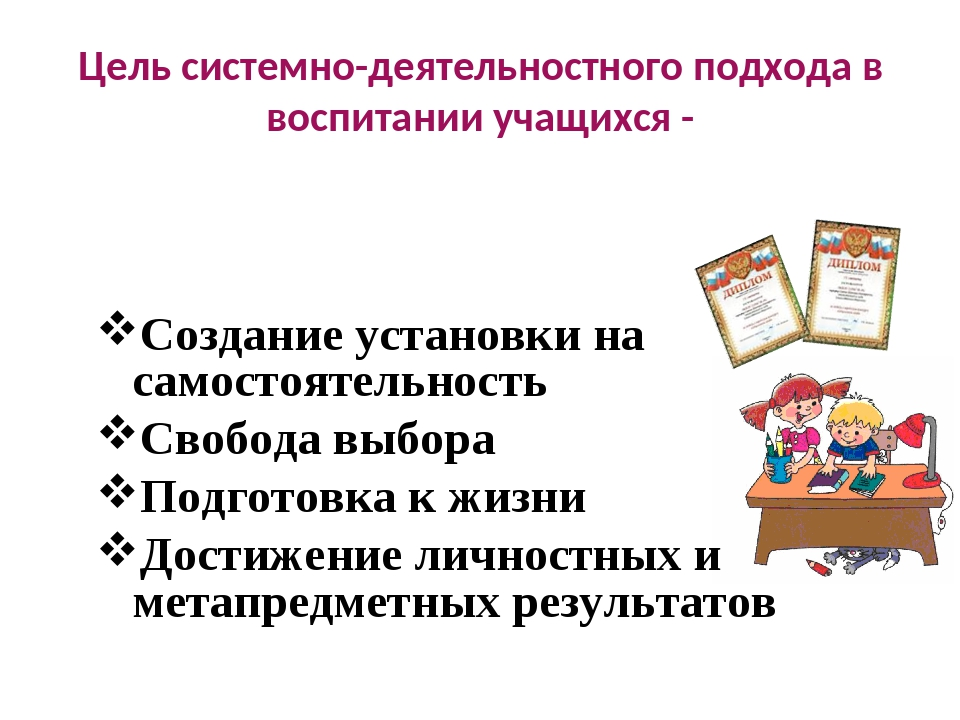 Цель системно-деятельностного подхода в
воспитании учащихся -
ДИПЛОМ
ДИПЛОМ
❖Создание установки на
самостоятельность
❖Свобода выбора
❖Подготовка к жизни
❖Достижение личностных и
метапредметных результатов